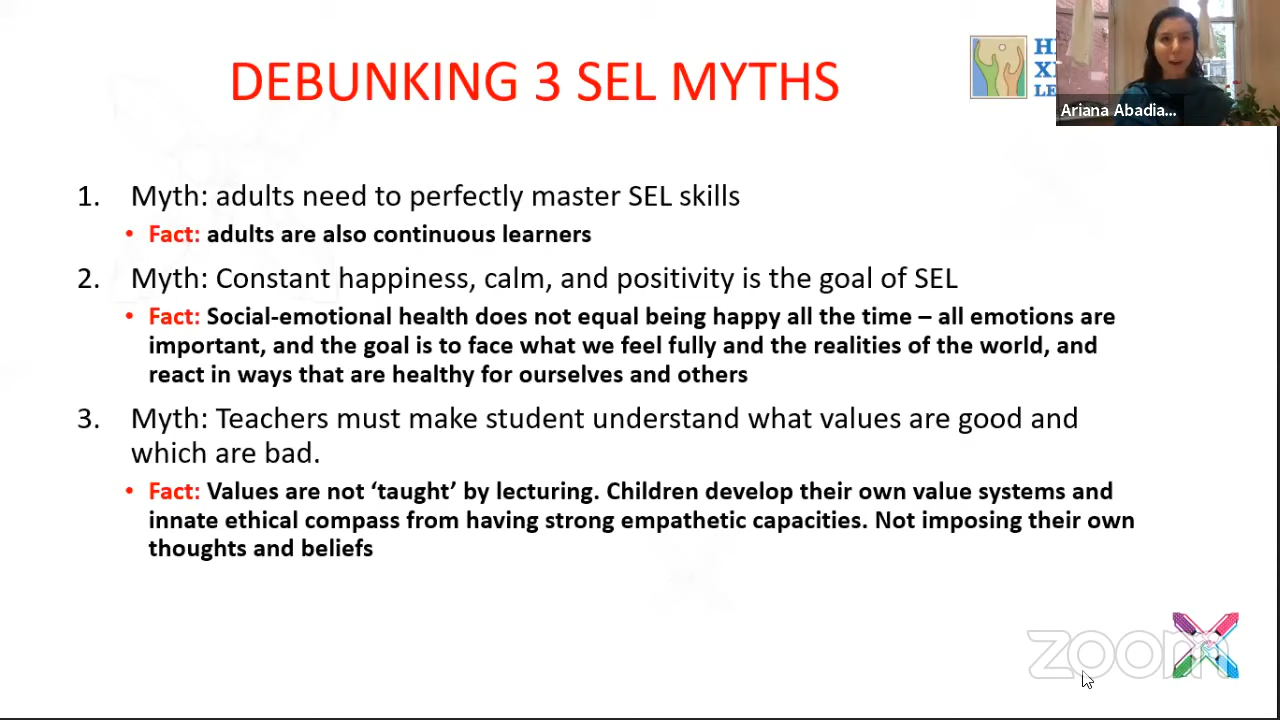 DEBUNKING 3 SEL MYTHS
Ariana Abadia...
1. Myth: adults need to perfectly master SEL skills
• Fact: adults are also continuous learners
2. Myth: Constant happiness, calm, and positivity is the goal of SEL
• Fact: Social-emotional health does not equal being happy all the time – all emotions are
important, and the goal is to face what we feel fully and the realities of the world, and
react in ways that are healthy for ourselves and others
3. Myth: Teachers must make student understand what values are good and
which are bad.
• Fact: Values are not ‘taught’ by lecturing. Children develop their own value systems and
innate ethical compass from having strong empathetic capacities. Not imposing their own
thoughts and beliefs
zoom